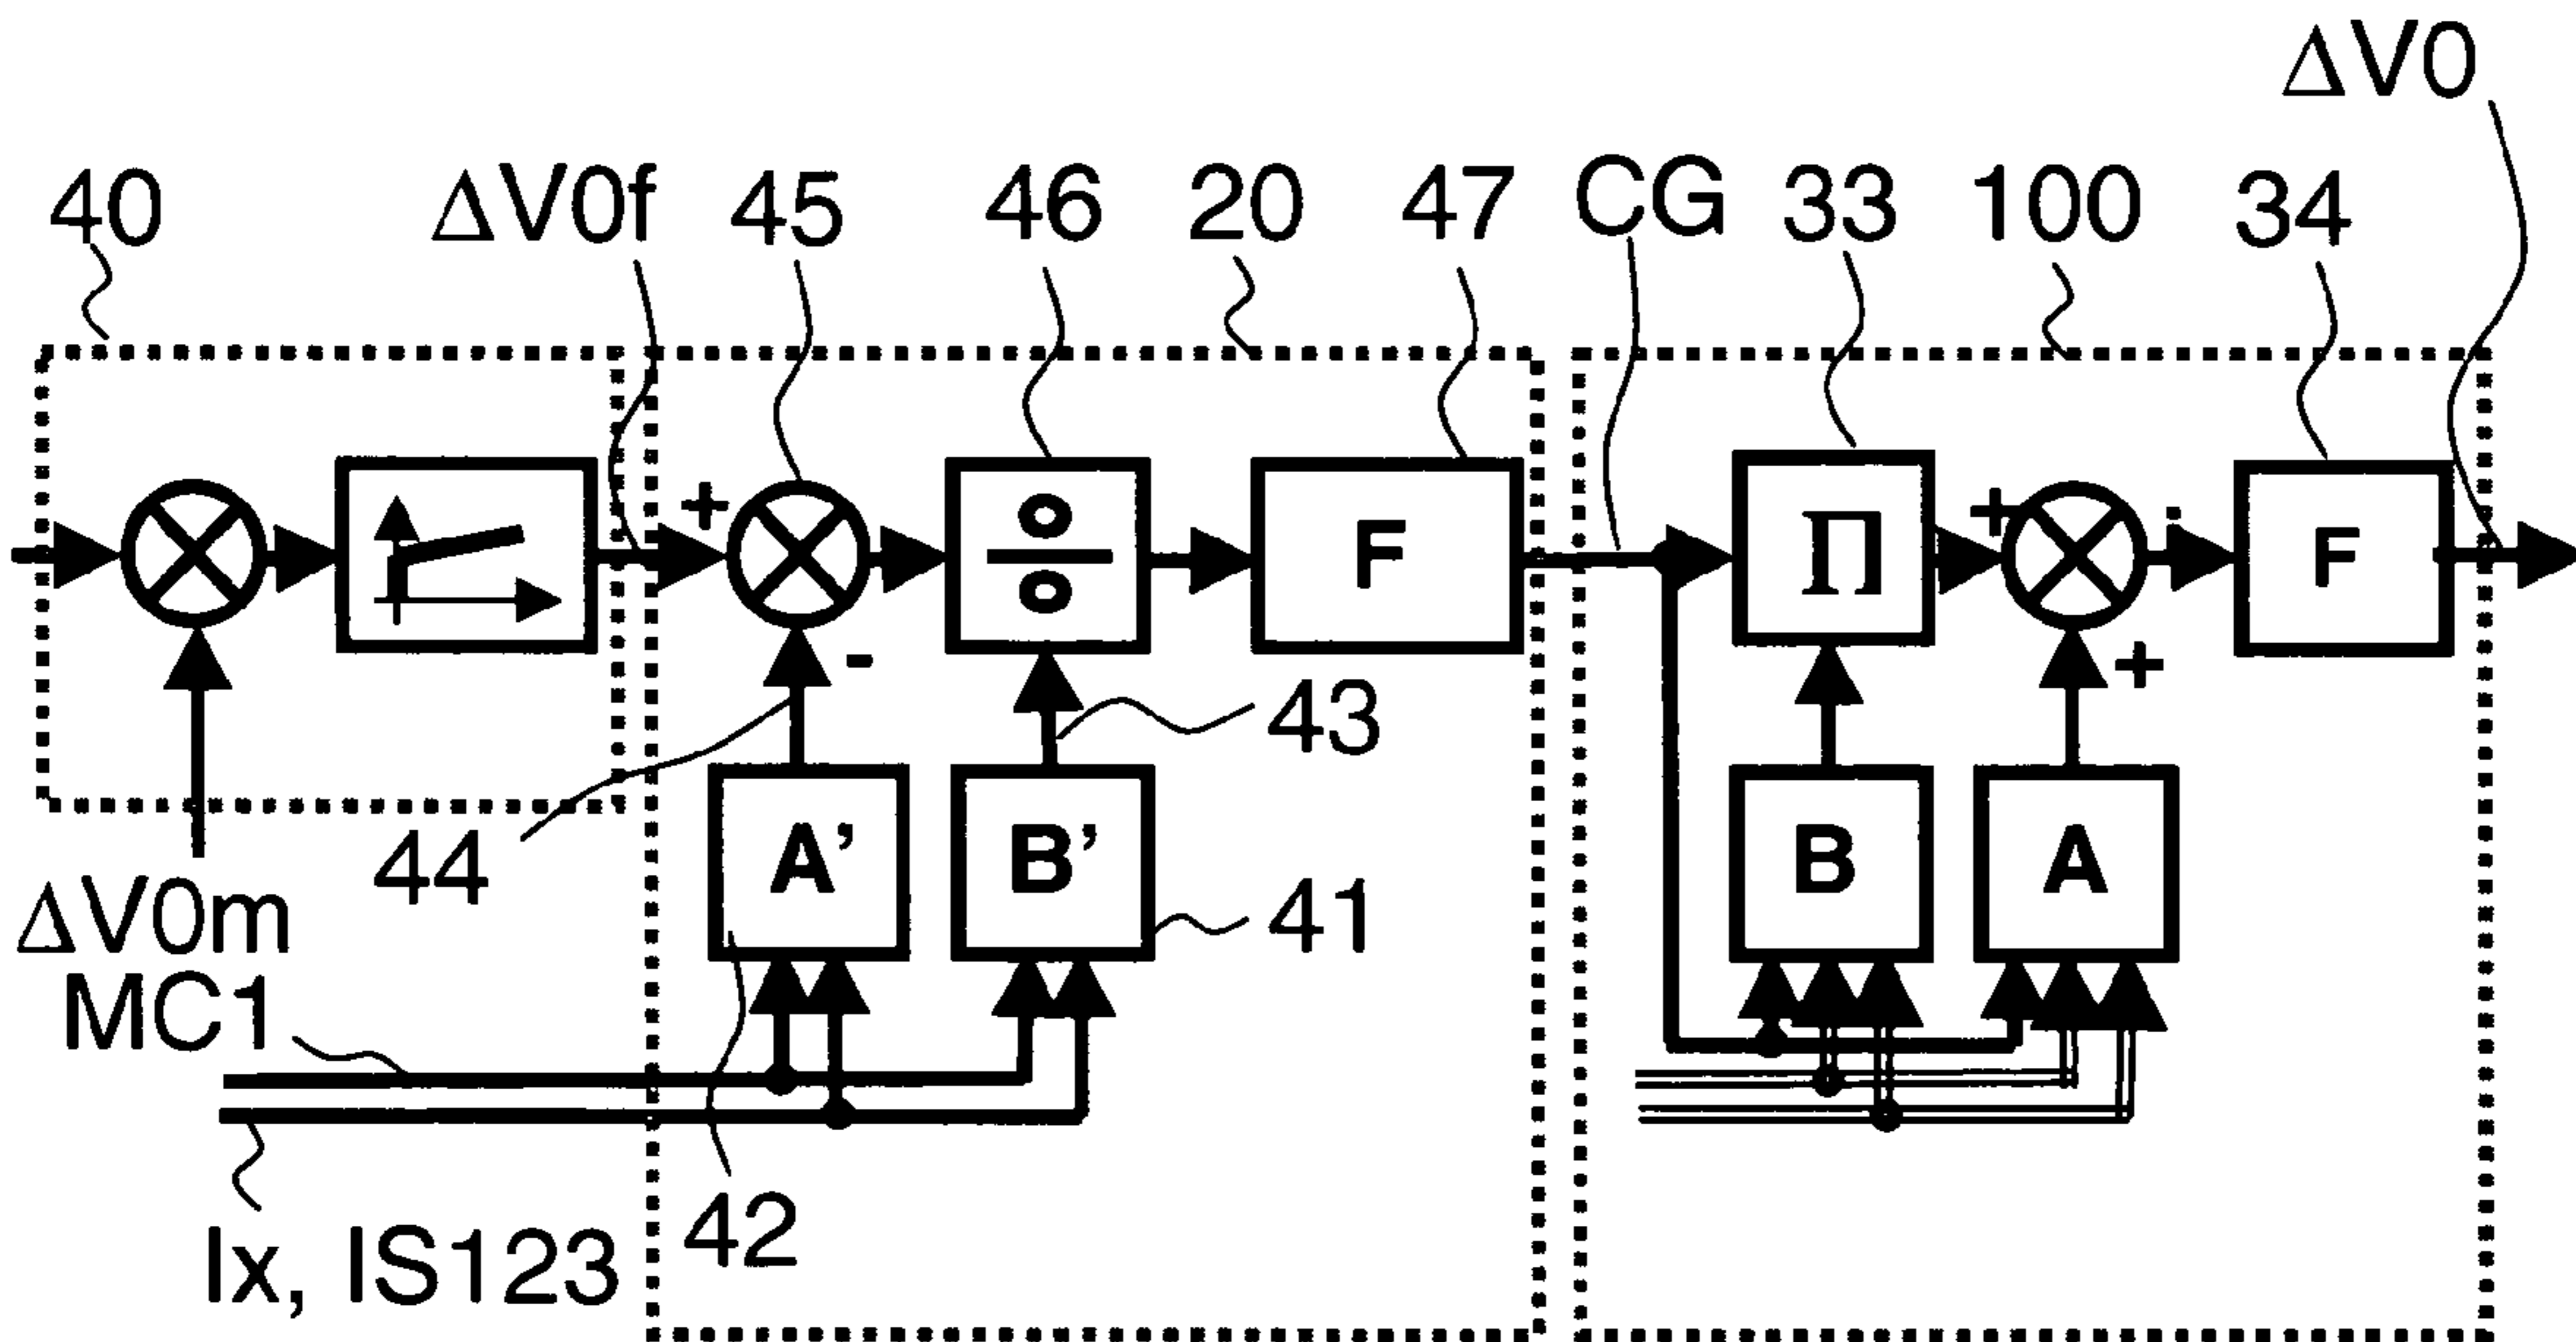 ΔV0
40 ΔV0f 45 46 20 47 CG 33 100 34
+ F Π + . F
- 43 +
44 A' B' 41 B A
ΔV0m
MC1
42
Ix, IS123